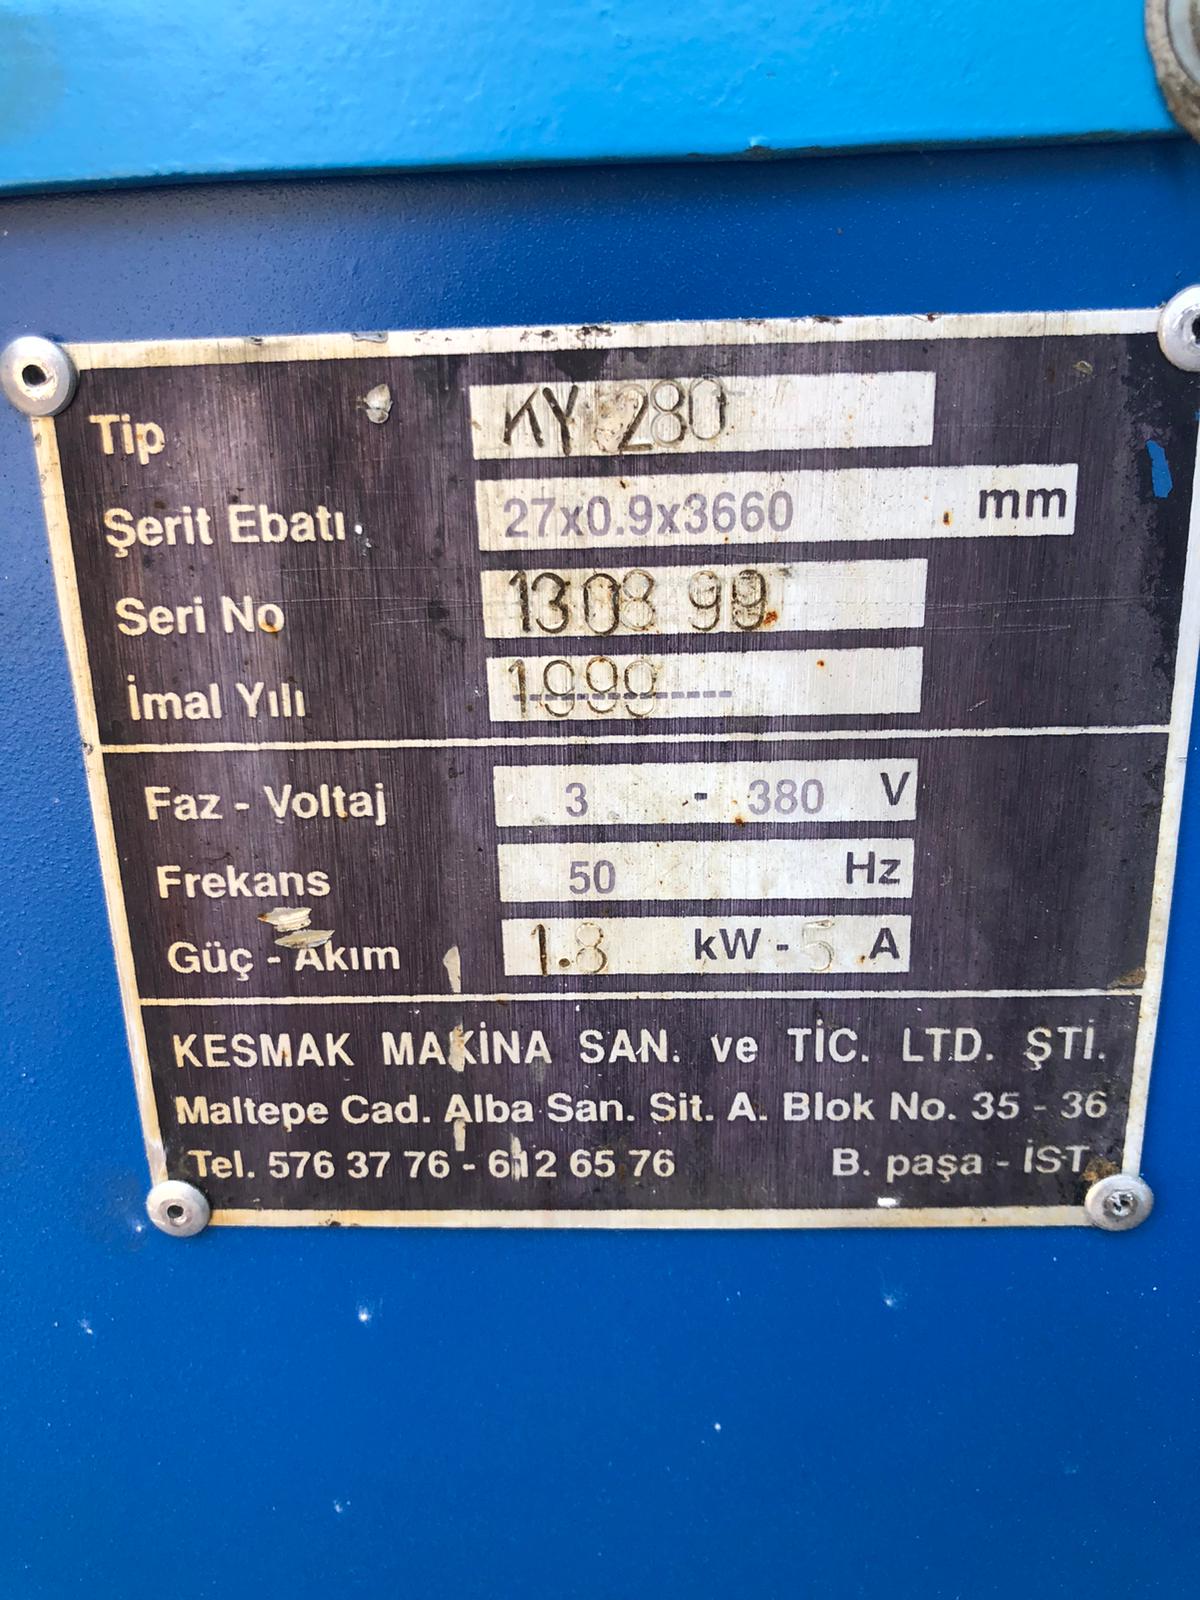 Tip KY 280
Şerit Ebatı 27x0.9x3660 mm
Seri No 1308 99
İmal Yılı 1999
Faz - Voltaj 3 - 380 V
Frekans 50 Hz
Güç - Akım 1.8 kW - 5 A
KESMAK MAKİNA SAN. ve TİC. LTD. ŞTİ.
Maltepe Cad. Alba San. Sit. A. Blok No. 35 - 36
Tel. 576 37 76 - 612 65 76 B. paşa - İST